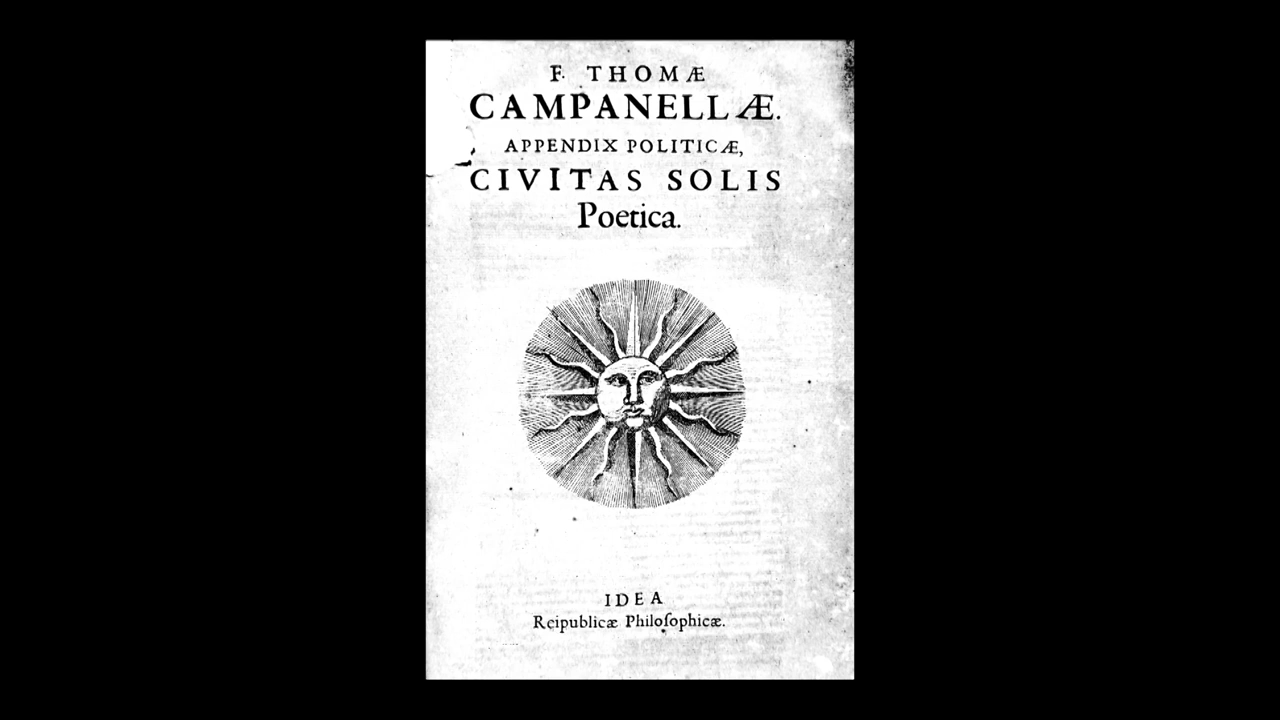 F. THOMÆ
CAMPANELLÆ.
APPENDIX POLITICÆ,
CIVITAS SOLIS
Poetica.
IDEA
Reipublicæ Philoſophicæ.